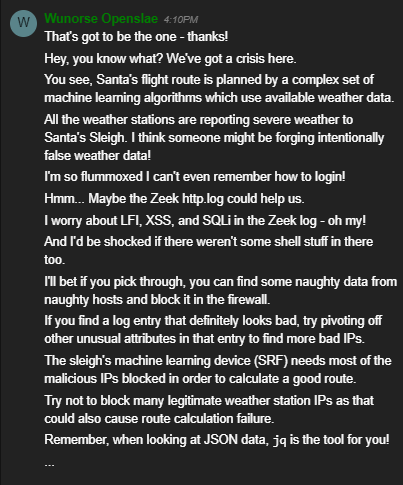 W Wunorse Openslae 4:10PM
That's got to be the one - thanks!
Hey, you know what? We've got a crisis here.
You see, Santa's flight route is planned by a complex set of
machine learning algorithms which use available weather data.
All the weather stations are reporting severe weather to
Santa's Sleigh. I think someone might be forging intentionally
false weather data!
I'm so flummoxed I can't even remember how to login!
Hmm... Maybe the Zeek http.log could help us.
I worry about LFI, XSS, and SQLi in the Zeek log - oh my!
And I'd be shocked if there weren't some shell stuff in there
too.
I'll bet if you pick through, you can find some naughty data from
naughty hosts and block it in the firewall.
If you find a log entry that definitely looks bad, try pivoting off
other unusual attributes in that entry to find more bad IPs.
The sleigh's machine learning device (SRF) needs most of the
malicious IPs blocked in order to calculate a good route.
Try not to block many legitimate weather station IPs as that
could also cause route calculation failure.
Remember, when looking at JSON data, jq is the tool for you!
...